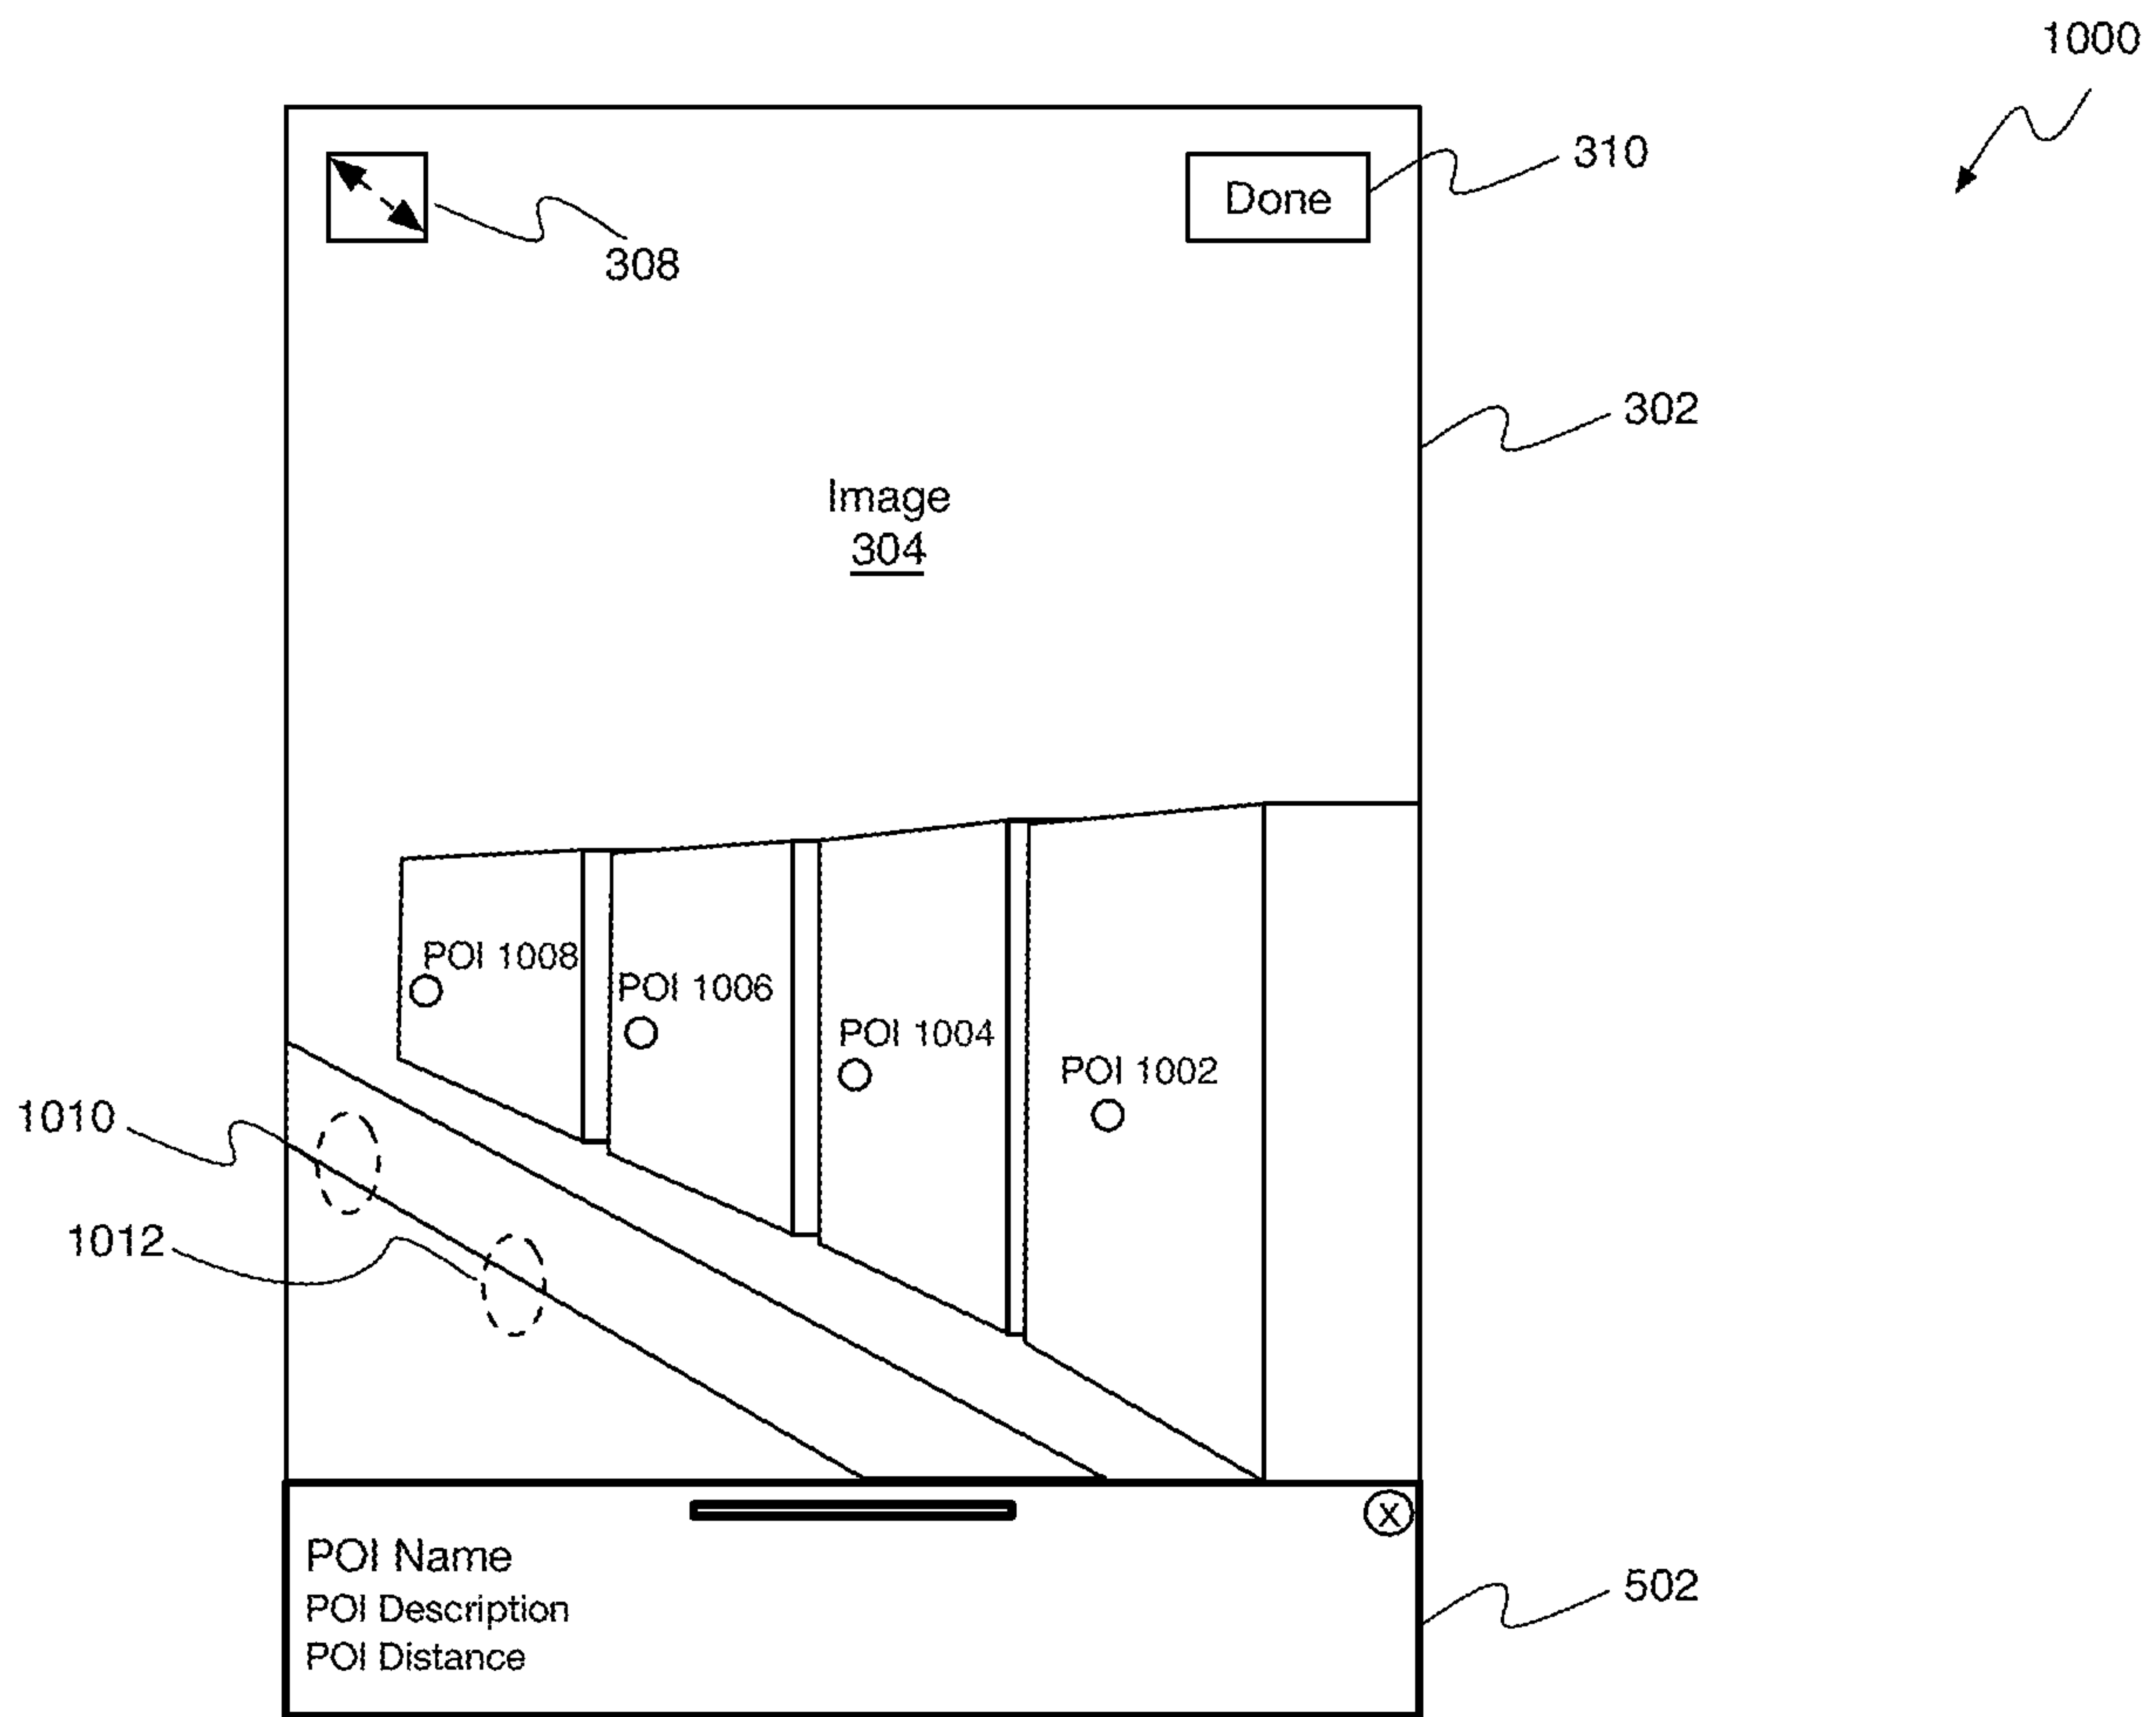 1000
310
Done
308
302
Image
304
POI 1008
POI 1006
POI 1004
POI 1002
1010
1012
X
POI Name
502
POI Description
POI Distance